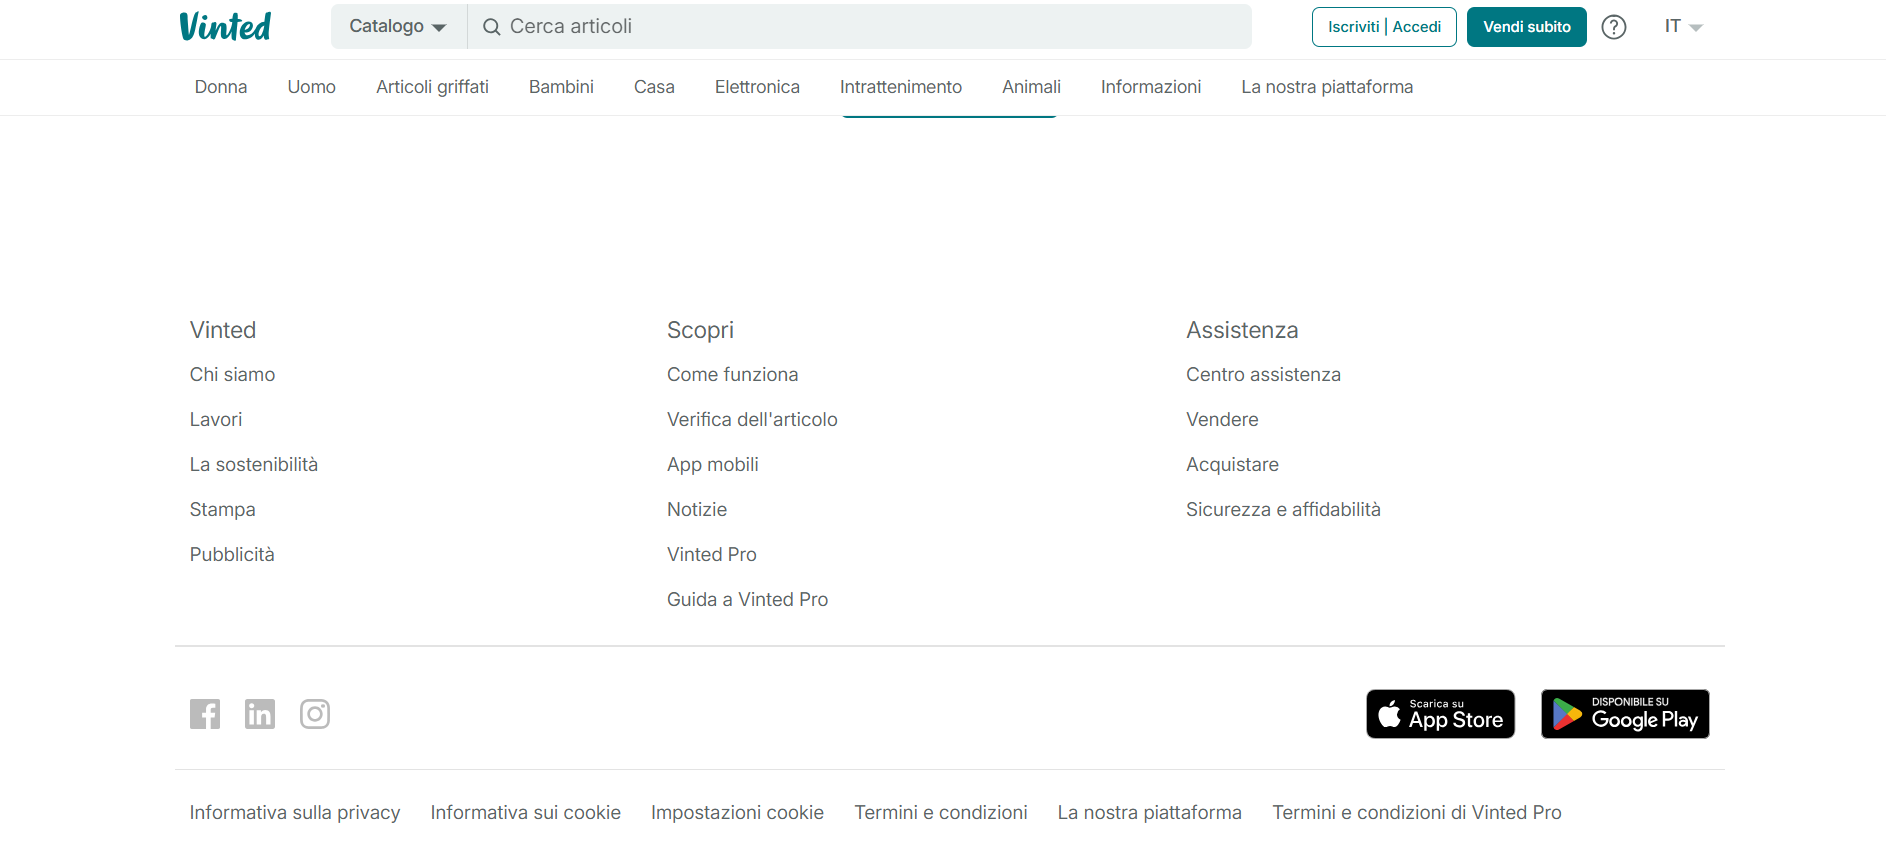 Vinted
Catalogo
Cerca articoli
Iscriviti | Accedi
Vendi subito
?
IT
Donna
Uomo
Articoli griffati
Bambini
Casa
Elettronica
Intrattenimento
Animali
Informazioni
La nostra piattaforma
Vinted
Chi siamo
Lavori
La sostenibilità
Stampa
Pubblicità
Scopri
Come funziona
Verifica dell'articolo
App mobili
Notizie
Vinted Pro
Guida a Vinted Pro
Assistenza
Centro assistenza
Vendere
Acquistare
Sicurezza e affidabilità
Scarica su
App Store
DISPONIBILE SU
Google Play
Informativa sulla privacy
Informativa sui cookie
Impostazioni cookie
Termini e condizioni
La nostra piattaforma
Termini e condizioni di Vinted Pro